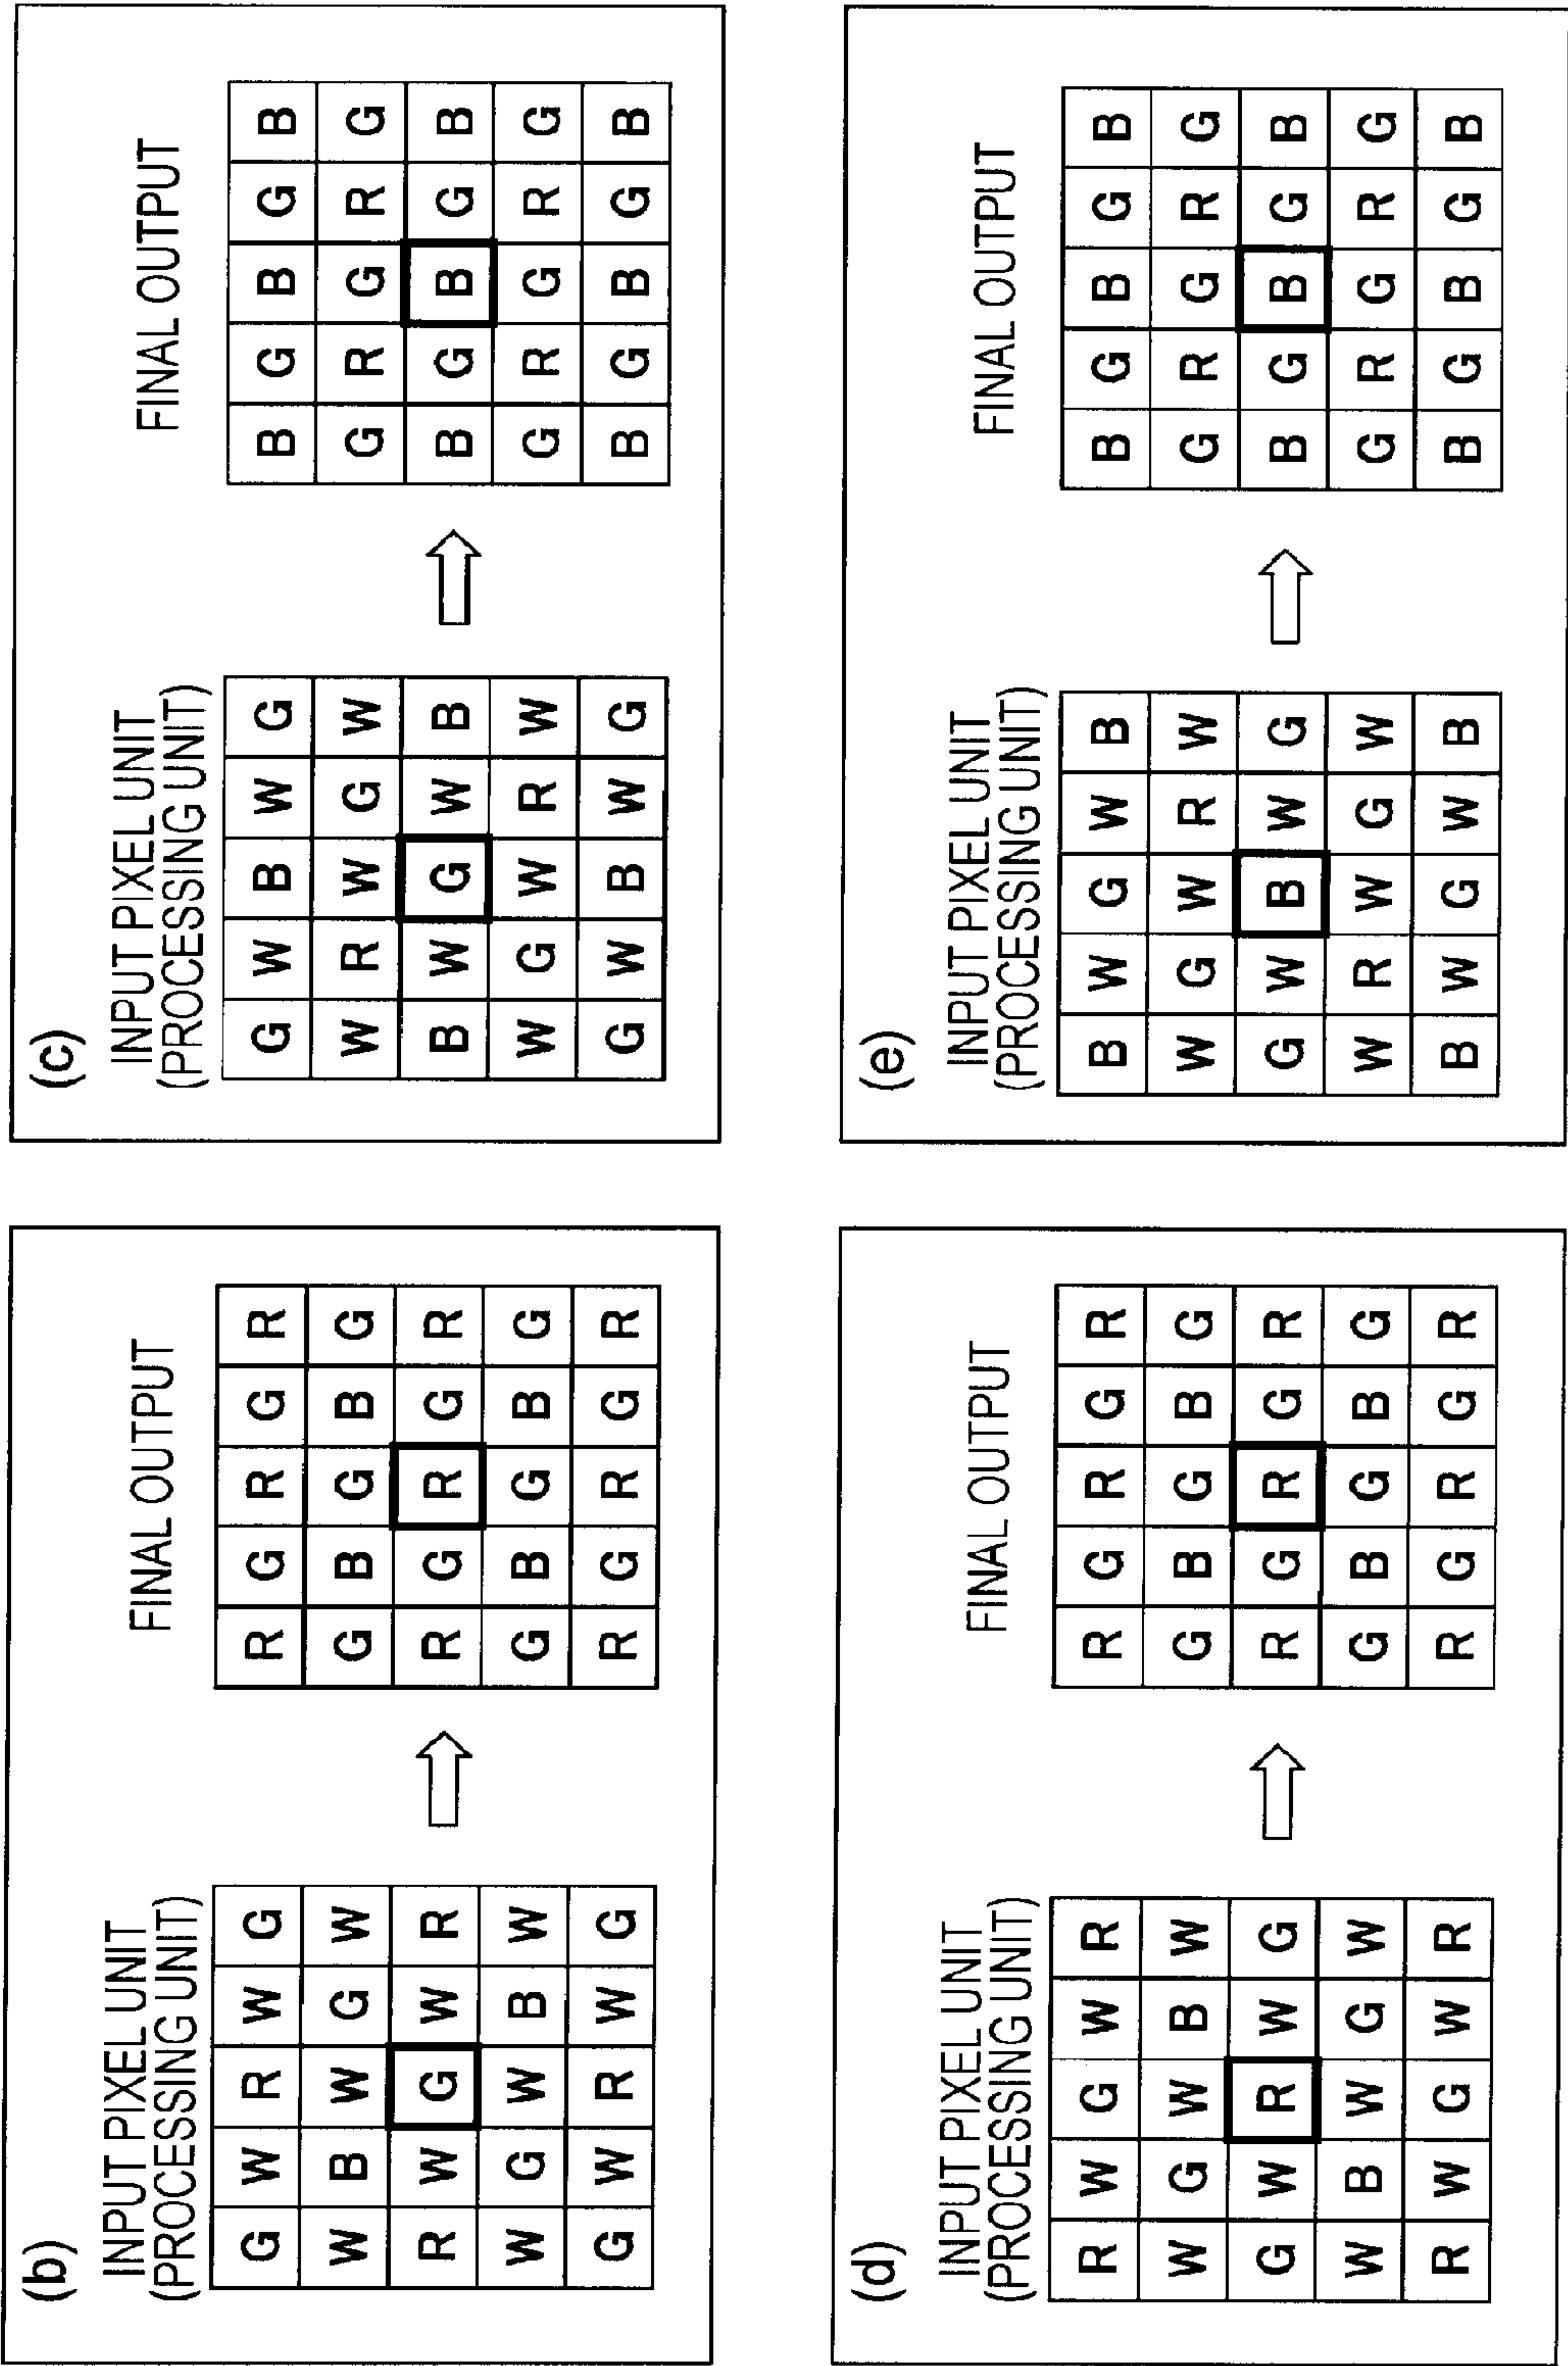 (b)
INPUT PIXEL UNIT
(PROCESSING UNIT)
G W R W G
W B W G W
R W G W R
W G W B W
G W R W G
FINAL OUTPUT
R G R G R
G B G B G
R G R G R
G B G B G
R G R G R
(c)
INPUT PIXEL UNIT
(PROCESSING UNIT)
G W B W G
W R W G W
B W G W B
W G W R W
G W B W G
FINAL OUTPUT
B G B G B
G R G R G
B G B G B
G R G R G
B G B G B
(d)
INPUT PIXEL UNIT
(PROCESSING UNIT)
R W G W R
W G W B W
G W R W G
W B W G W
R W G W R
FINAL OUTPUT
R G R G R
G B G B G
R G R G R
G B G B G
R G R G R
(e)
INPUT PIXEL UNIT
(PROCESSING UNIT)
B W G W B
W G W R W
G W B W G
W R W G W
B W G W B
FINAL OUTPUT
B G B G B
G R G R G
B G B G B
G R G R G
B G B G B